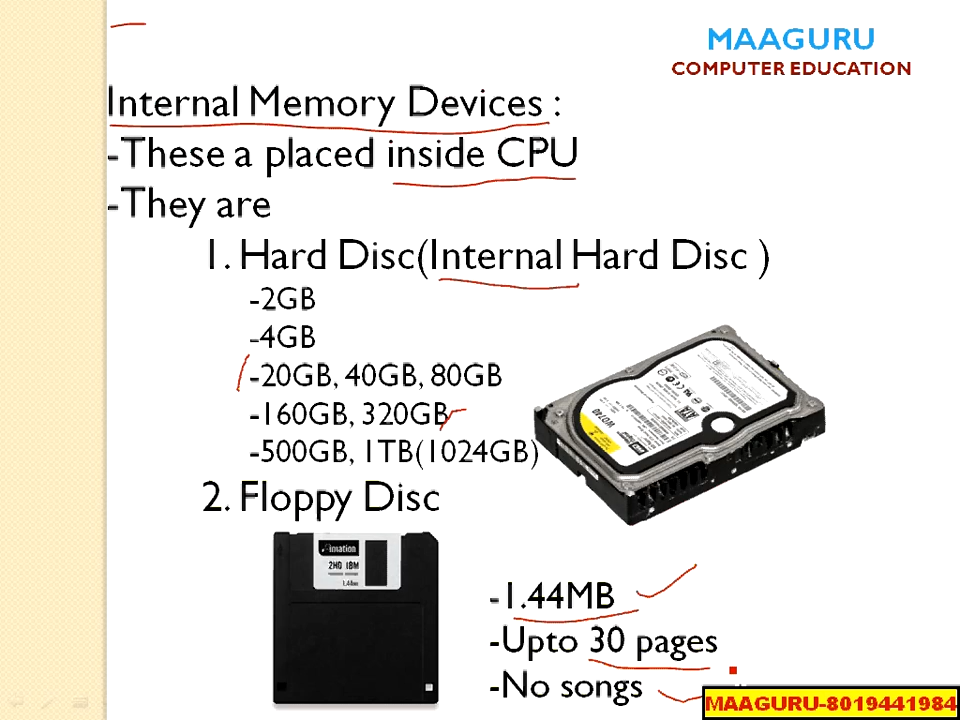 MAAGURU
COMPUTER EDUCATION
Internal Memory Devices :
-These a placed inside CPU
-They are
1. Hard Disc(Internal Hard Disc )
-2GB
-4GB
-20GB, 40GB, 80GB
-160GB, 320GB
-500GB, 1TB(1024GB)
SATA
WD740
2. Floppy Disc
imation
2HD IBM
-1.44MB
-Upto 30 pages
-No songs
MAAGURU-8019441984